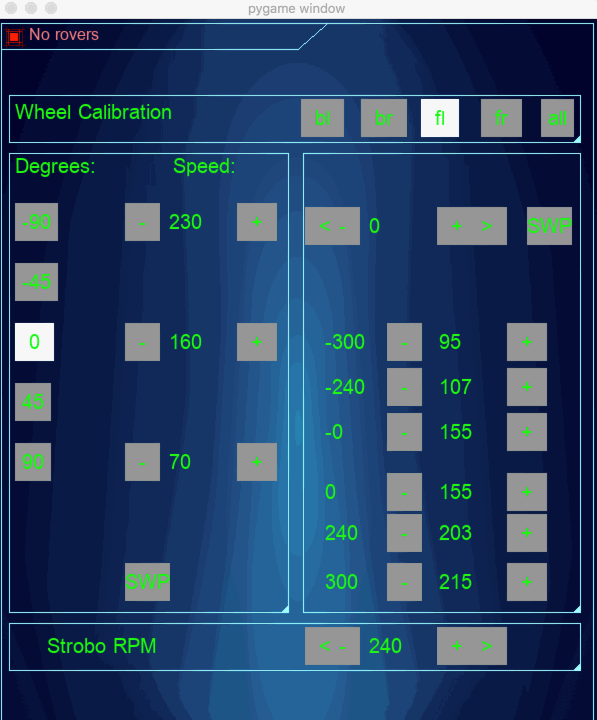 pygame window
No rovers
Wheel Calibration bl br fl fr all
Degrees: Speed:
-90 - 230 +
< - 0 + > SWP
-45
0 - 160 +
-300 - 95 +
-240 - 107 +
45
-0 - 155 +
90 - 70 +
0 - 155 +
240 - 203 +
SWP
300 - 215 +
Strobo RPM < - 240 + >